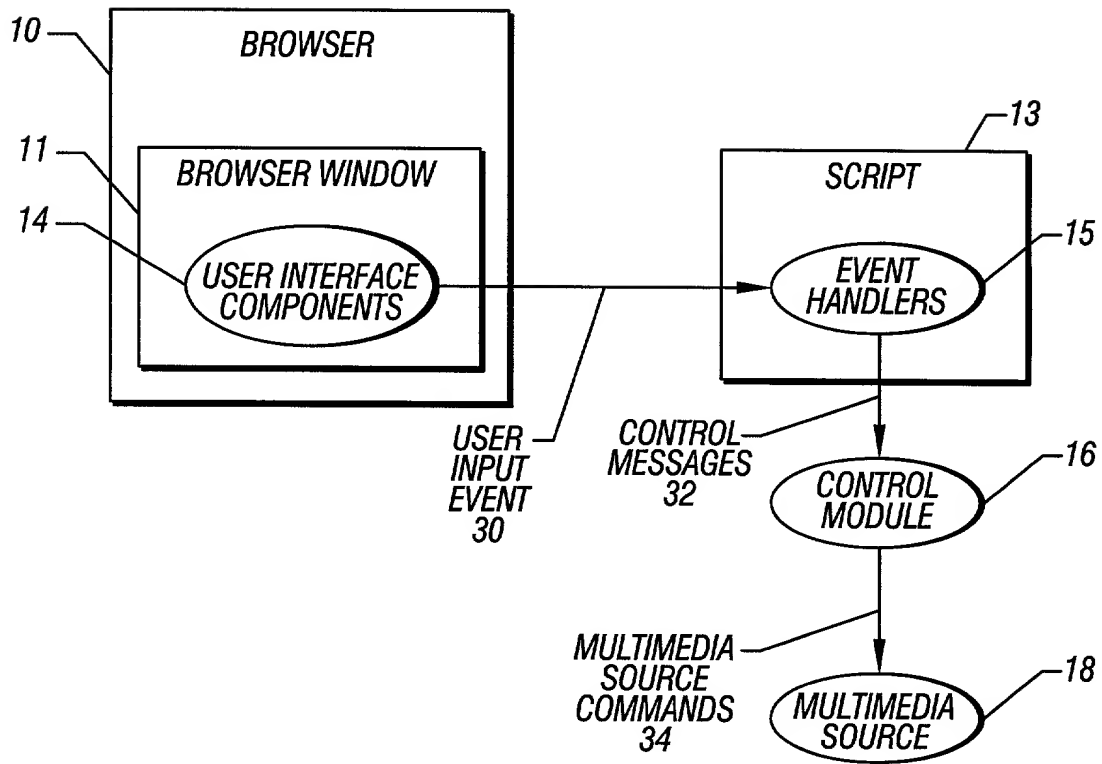 10
BROWSER
11
BROWSER WINDOW
14
USER INTERFACE
COMPONENTS
13
SCRIPT
15
EVENT
HANDLERS
USER
INPUT
EVENT
30
CONTROL
MESSAGES
32
16
CONTROL
MODULE
MULTIMEDIA
SOURCE
COMMANDS
34
18
MULTIMEDIA
SOURCE